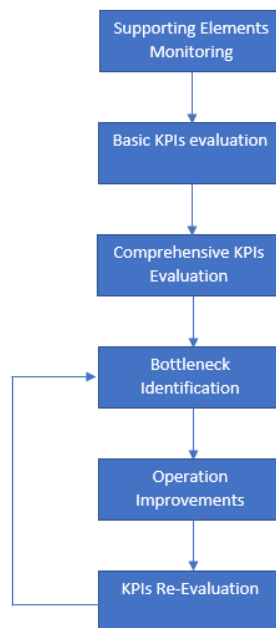 Supporting Elements
Monitoring
Basic KPIs evaluation
Comprehensive KPIs
Evaluation
Bottleneck
Identification
Operation
Improvements
KPIs Re-Evaluation